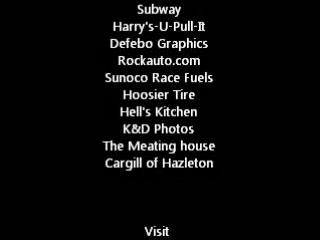 Subway
Harry's-U-Pull-It
Defebo Graphics
Rockauto.com
Sunoco Race Fuels
Hoosier Tire
Hell's Kitchen
K&D Photos
The Meating house
Cargill of Hazleton
Visit